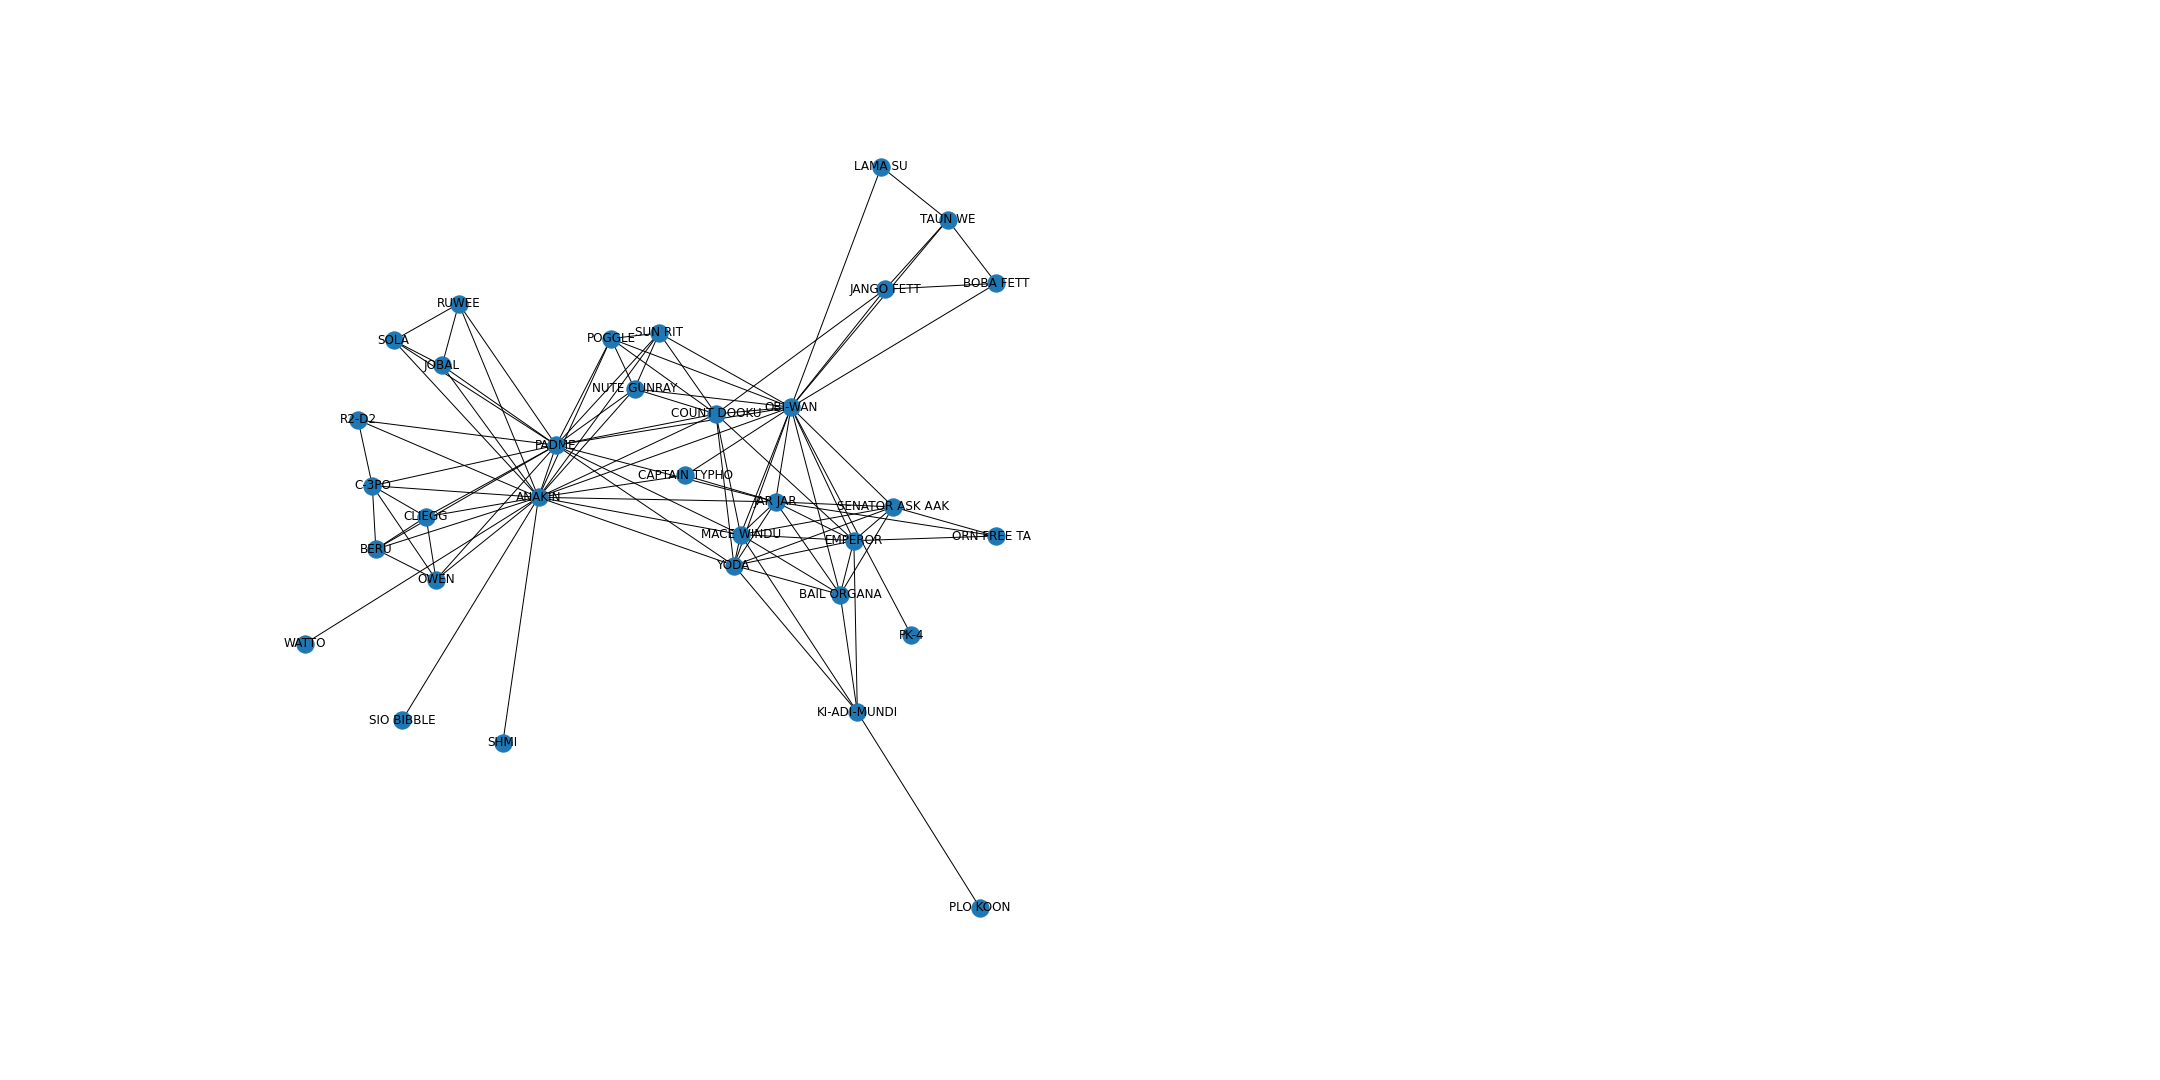 LAMA SU
TAUN WE
BOBA FETT
JANGO FETT
RUWEE
SUN RIT
POGGLE
SOLA
JOBAL
NUTE GUNRAY
OBI-WAN
COUNT DOOKU
R2-D2
PADME
CAPTAIN TYPHO
C-3PO
ANAKIN
JAR JAR
SENATOR ASK AAK
CLIEGG
MACE WINDU
ORN FREE TA
EMPEROR
BERU
YODA
OWEN
BAIL ORGANA
PK-4
WATTO
KI-ADI-MUNDI
SIO BIBBLE
SHMI
PLO KOON